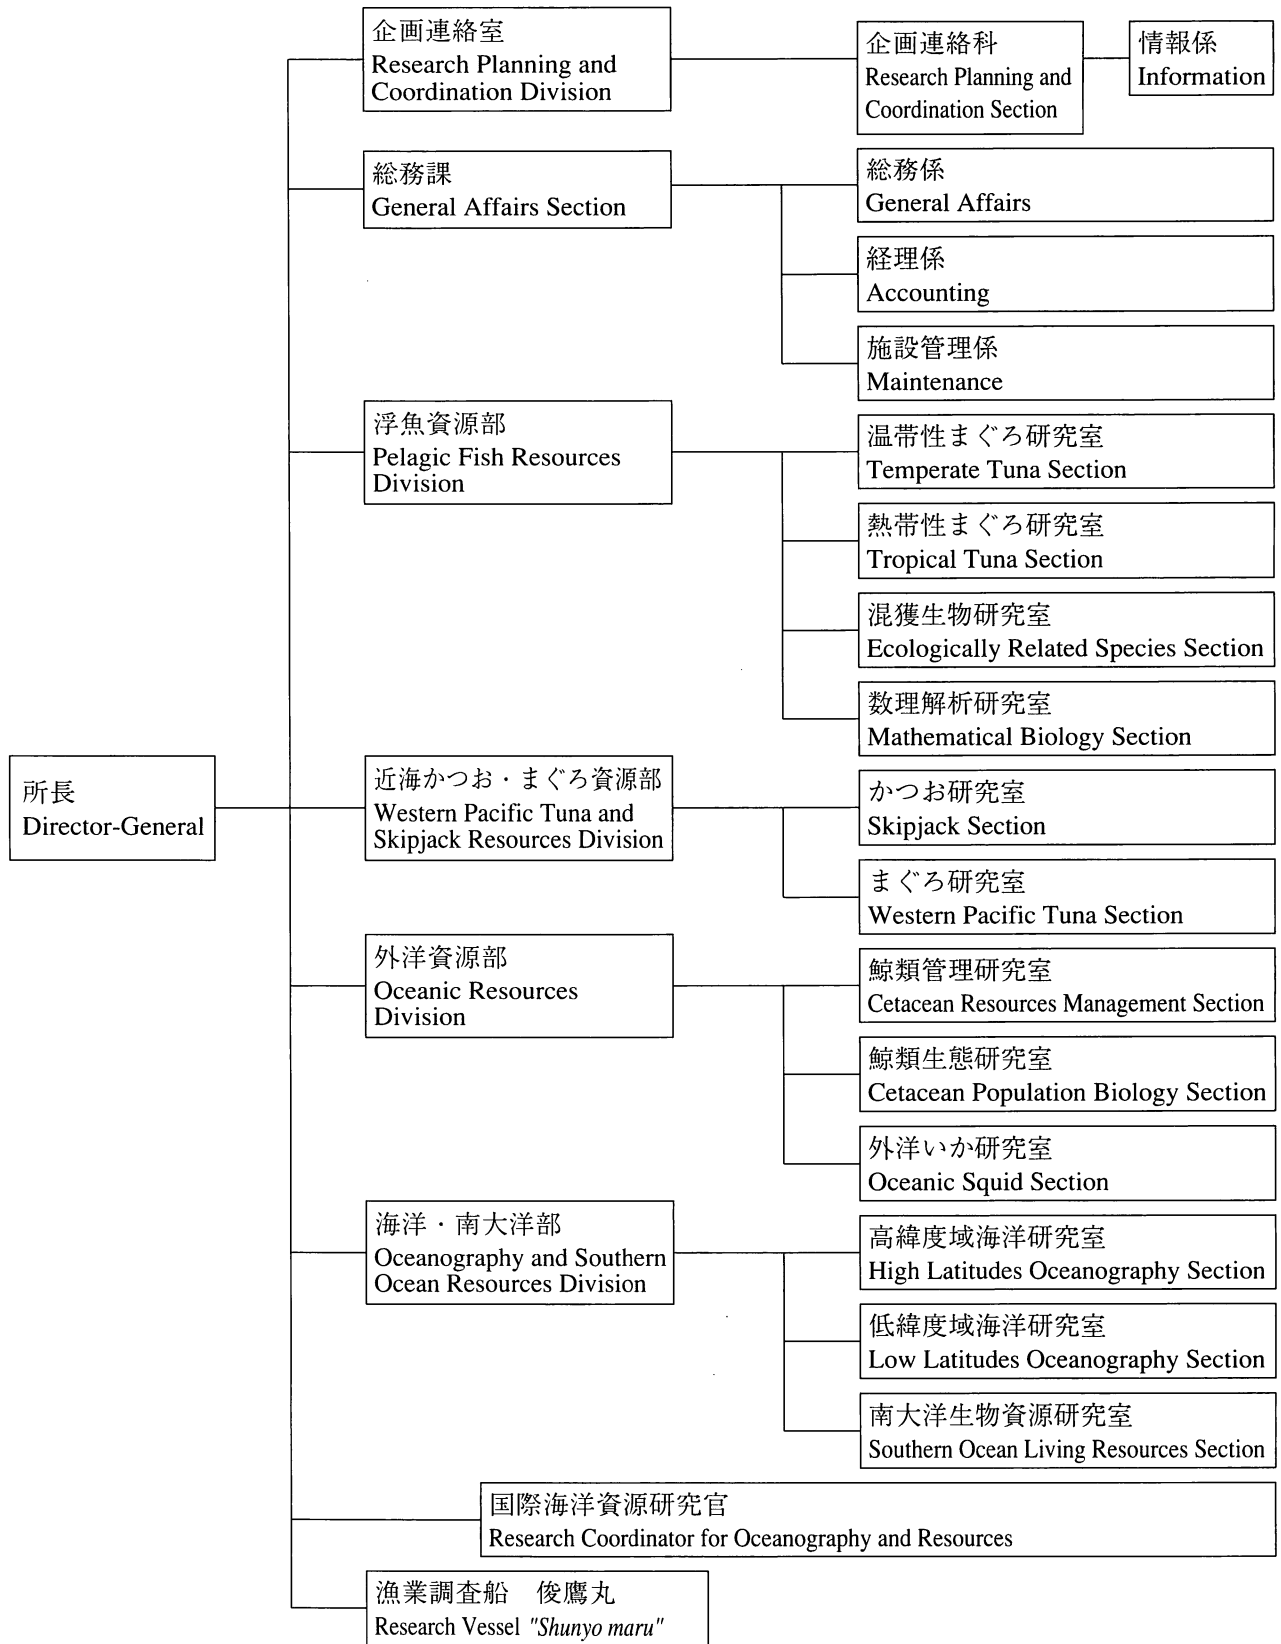 企画連絡室
Research Planning and
Coordination Division
企画連絡科
Research Planning and
Coordination Section
情報係
Information
総務課
General Affairs Section
総務係
General Affairs
経理係
Accounting
施設管理係
Maintenance
浮魚資源部
Pelagic Fish Resources
Division
温帯性まぐろ研究室
Temperate Tuna Section
熱帯性まぐろ研究室
Tropical Tuna Section
混獲生物研究室
Ecologically Related Species Section
数理解析研究室
Mathematical Biology Section
所長
Director-General
近海かつお・まぐろ資源部
Western Pacific Tuna and
Skipjack Resources Division
かつお研究室
Skipjack Section
まぐろ研究室
Western Pacific Tuna Section
外洋資源部
Oceanic Resources
Division
鯨類管理研究室
Cetacean Resources Management Section
鯨類生態研究室
Cetacean Population Biology Section
外洋いか研究室
Oceanic Squid Section
海洋・南大洋部
Oceanography and Southern
Ocean Resources Division
高緯度域海洋研究室
High Latitudes Oceanography Section
低緯度域海洋研究室
Low Latitudes Oceanography Section
南大洋生物資源研究室
Southern Ocean Living Resources Section
国際海洋資源研究官
Research Coordinator for Oceanography and Resources
漁業調査船　俊鷹丸
Research Vessel "Shunyo maru"